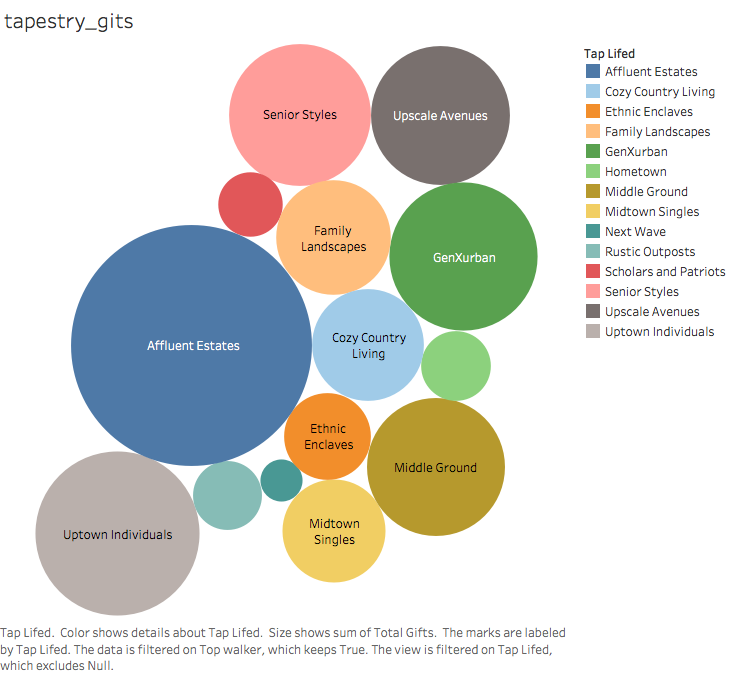 tapestry_gits
Senior Styles
Upscale Avenues
Family
Landscapes
GenXurban
Affluent Estates
Cozy Country
Living
Ethnic
Enclaves
Middle Ground
Uptown Individuals
Midtown
Singles
Tap Lifed
Affluent Estates
Cozy Country Living
Ethnic Enclaves
Family Landscapes
GenXurban
Hometown
Middle Ground
Midtown Singles
Next Wave
Rustic Outposts
Scholars and Patriots
Senior Styles
Upscale Avenues
Uptown Individuals
Tap Lifed.  Color shows details about Tap Lifed.  Size shows sum of Total Gifts.  The marks are labeled
by Tap Lifed. The data is filtered on Top walker, which keeps True. The view is filtered on Tap Lifed,
which excludes Null.